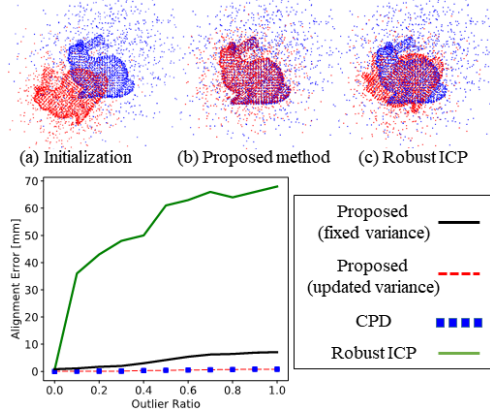 (a) Initialization
(b) Proposed method
(c) Robust ICP
70
60
50
40
30
20
10
0
Alignment Error [mm]
0.0 0.2 0.4 0.6 0.8 1.0
Outlier Ratio
Proposed
(fixed variance)
Proposed
(updated variance)
CPD
Robust ICP